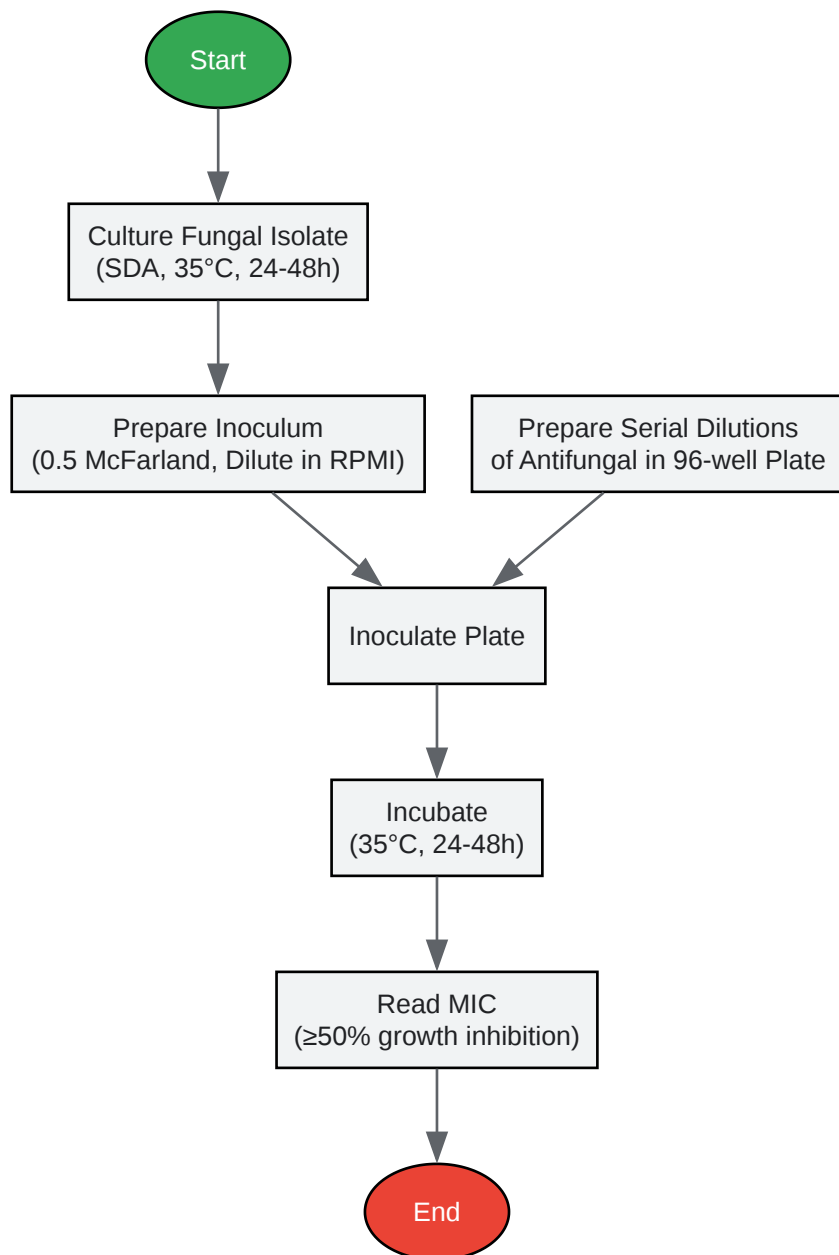 Start
Culture Fungal Isolate
(SDA, 35°C, 24-48h)
Prepare Inoculum
(0.5 McFarland, Dilute in RPMI)
Prepare Serial Dilutions
of Antifungal in 96-well Plate
Inoculate Plate
Incubate
(35°C, 24-48h)
Read MIC
(≥50% growth inhibition)
End